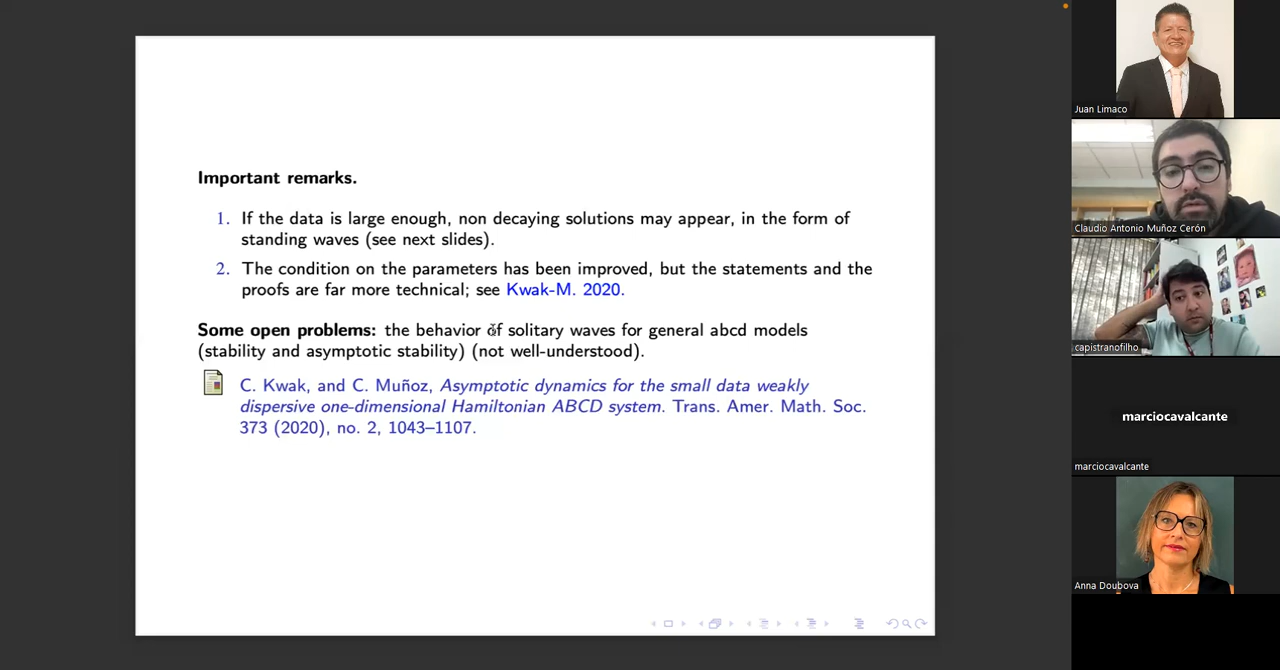 Important remarks.
1. If the data is large enough, non decaying solutions may appear, in the form of
standing waves (see next slides).
2. The condition on the parameters has been improved, but the statements and the
proofs are far more technical; see Kwak-M. 2020.
Some open problems: the behavior of solitary waves for general abcd models
(stability and asymptotic stability) (not well-understood).
C. Kwak, and C. Muñoz, Asymptotic dynamics for the small data weakly
dispersive one-dimensional Hamiltonian ABCD system. Trans. Amer. Math. Soc.
373 (2020), no. 2, 1043–1107.
Juan Limaco
Claudio Antonio Muñoz Cerón
capistranofilho
marciocavalcante
marciocavalcante
Anna Doubova